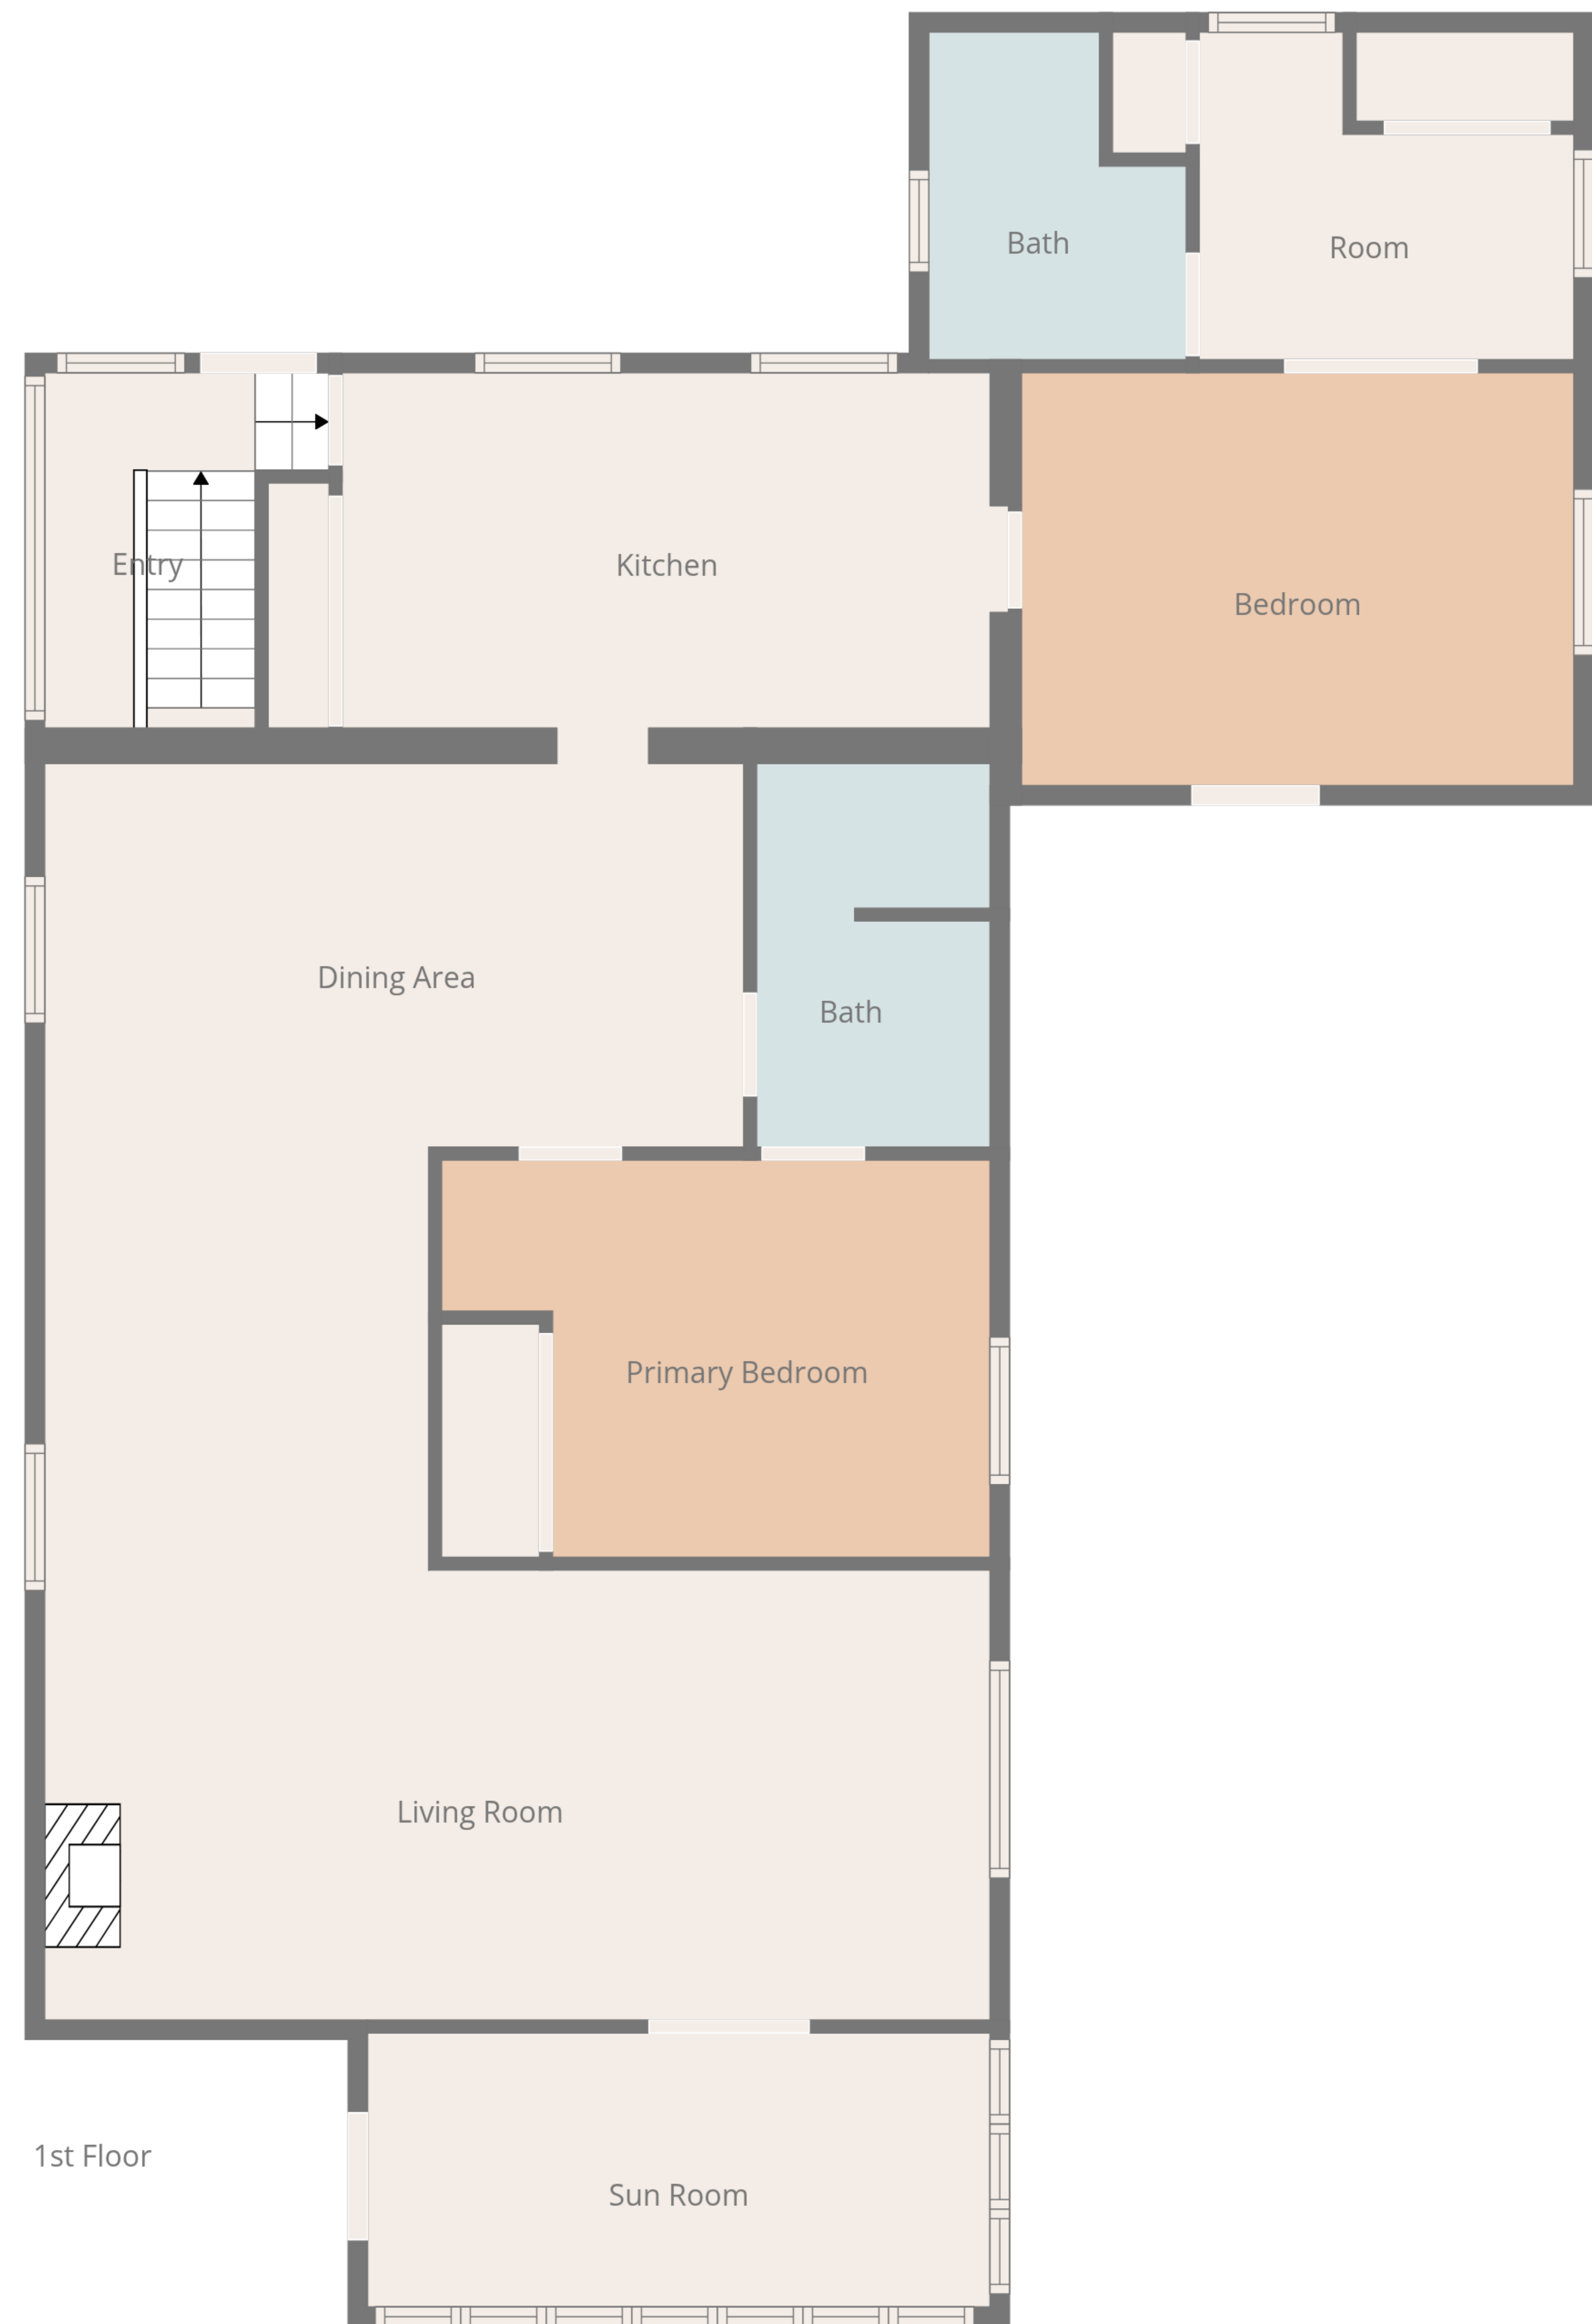 Bath
Room
Entry
Kitchen
Bedroom
Dining Area
Bath
Primary Bedroom
Living Room
1st Floor
Sun Room